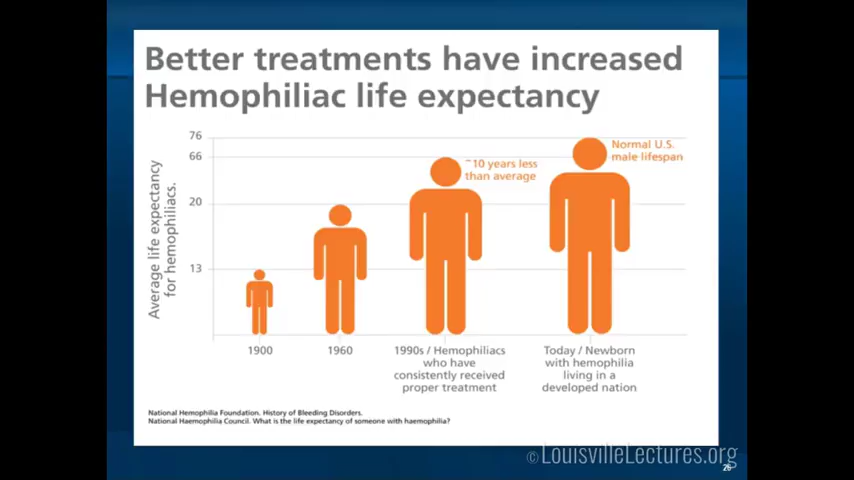 Better treatments have increased
Hemophiliac life expectancy
Average life expectancy
for hemophiliacs.
76
66
20
13
~10 years less
than average
Normal U.S.
male lifespan
1900
1960
1990s / Hemophiliacs
who have
consistently received
proper treatment
Today / Newborn
with hemophilia
living in a
developed nation
National Hemophilia Foundation. History of Bleeding Disorders.
National Haemophilia Council. What is the life expectancy of someone with haemophilia?
©LouisvilleLectures.org